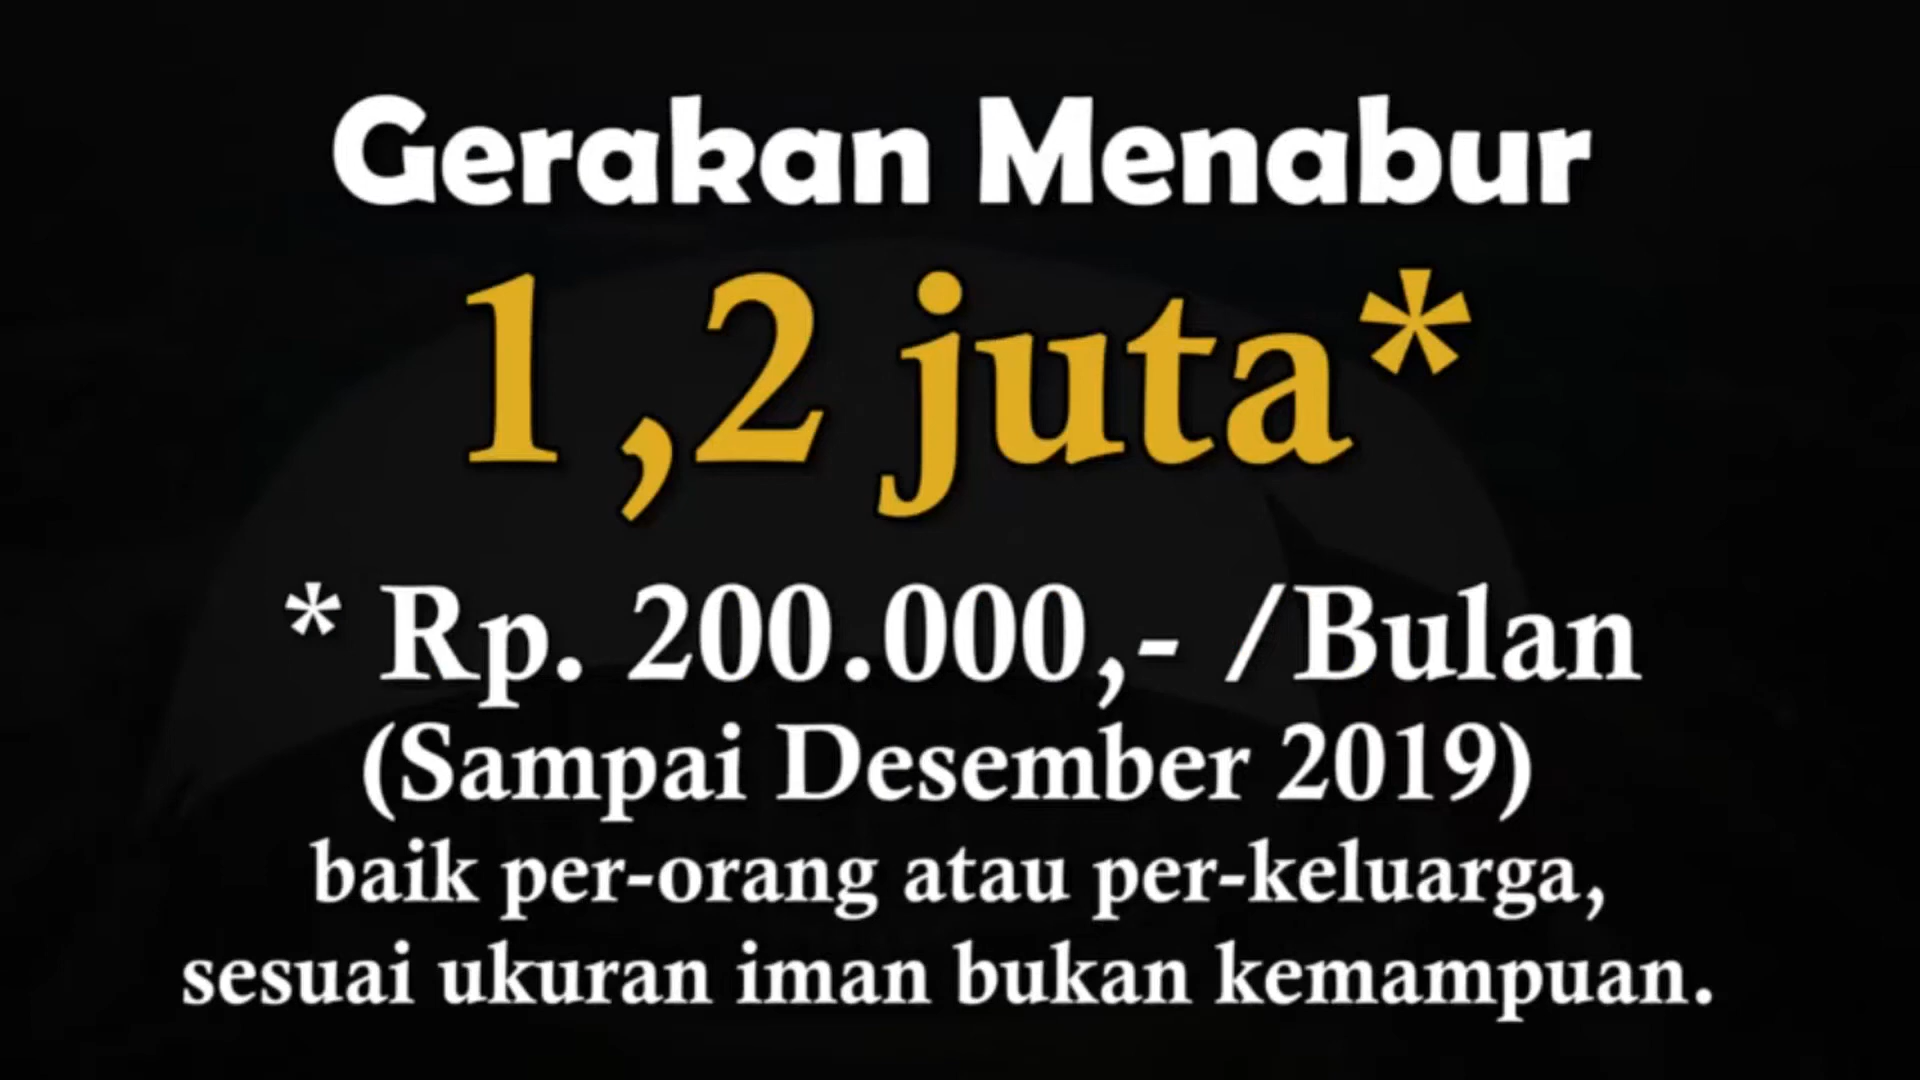 Gerakan Menabur
1,2 juta*
* Rp. 200.000,- /Bulan
(Sampai Desember 2019)
baik per-orang atau per-keluarga,
sesuai ukuran iman bukan kemampuan.